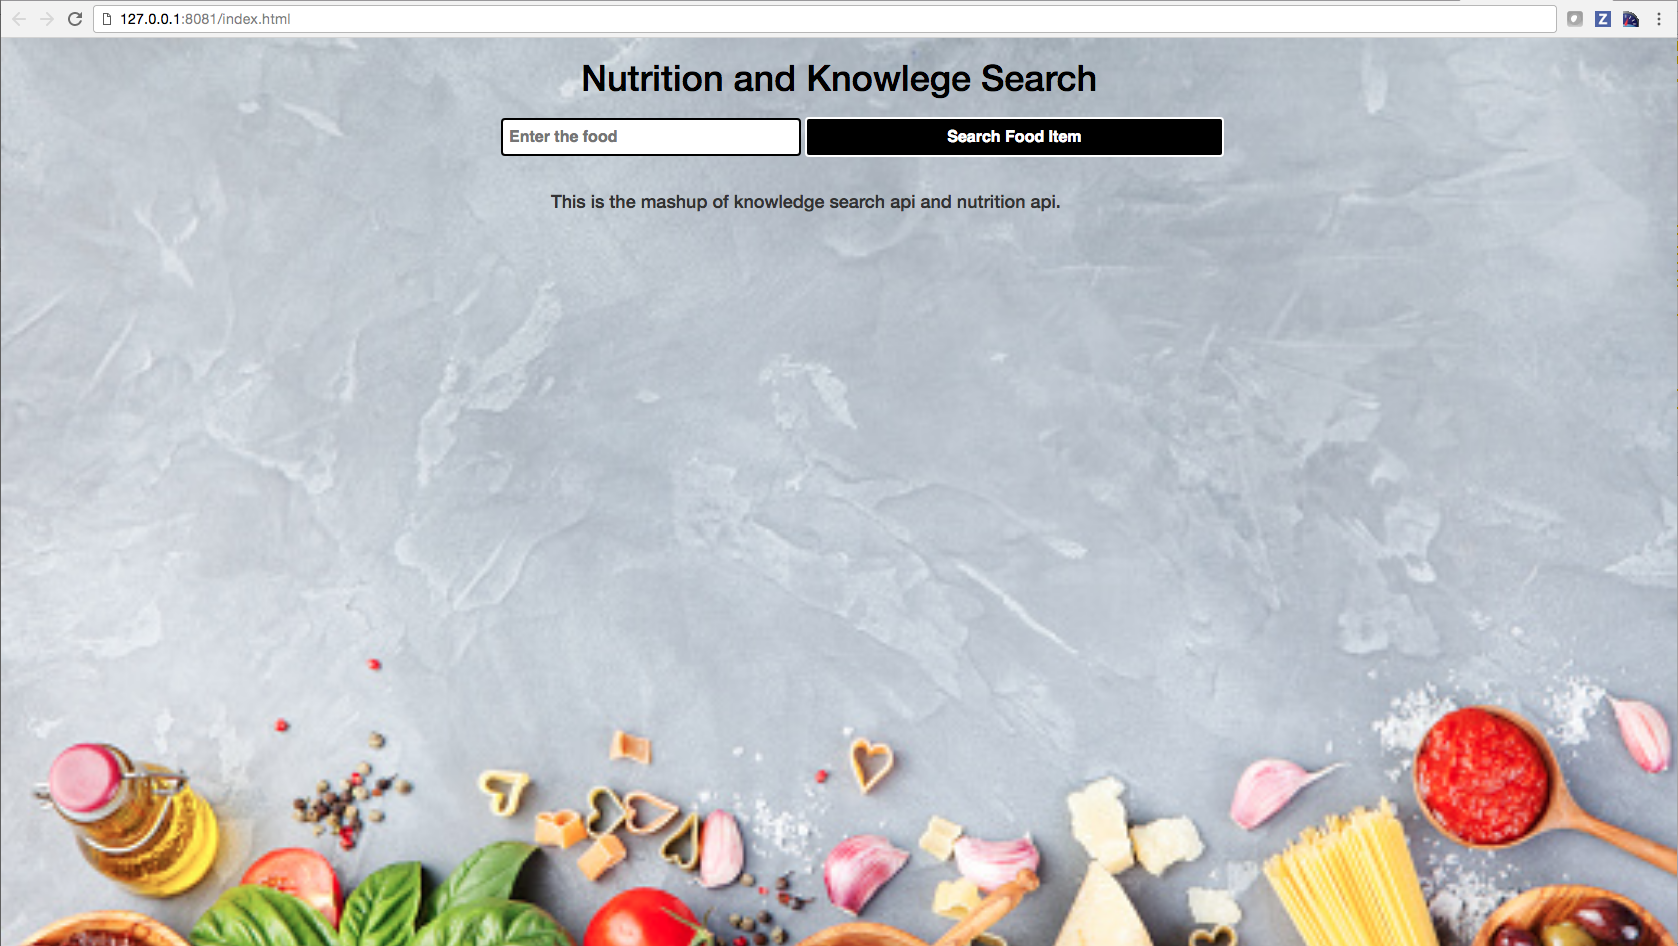 127.0.0.1:8081/index.html
Z
Nutrition and Knowlege Search
Enter the food
Search Food Item
This is the mashup of knowledge search api and nutrition api.